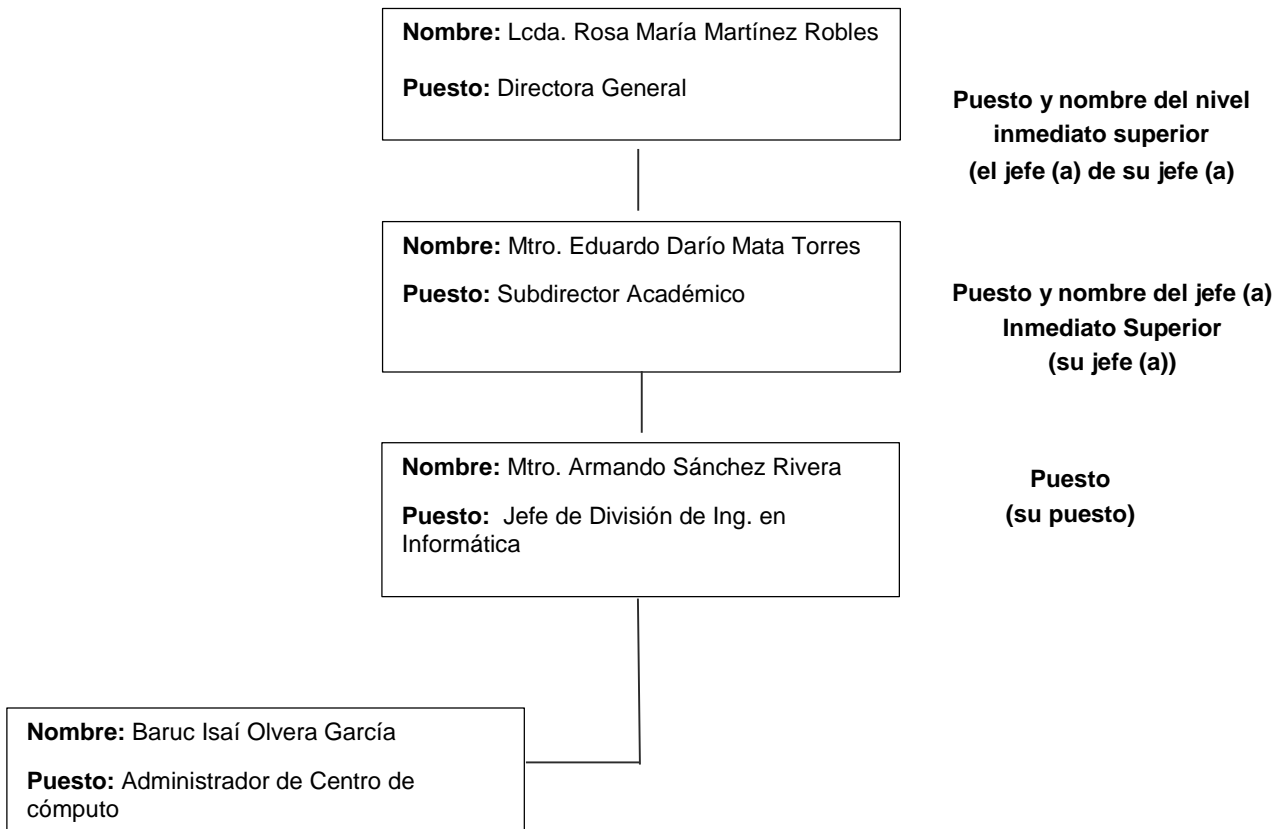 Nombre: Lcda. Rosa María Martínez Robles
Puesto: Directora General
Puesto y nombre del nivel
inmediato superior
(el jefe (a) de su jefe (a)
Nombre: Mtro. Eduardo Darío Mata Torres
Puesto: Subdirector Académico
Puesto y nombre del jefe (a)
Inmediato Superior
(su jefe (a))
Nombre: Mtro. Armando Sánchez Rivera
Puesto: Jefe de División de Ing. en
Informática
Puesto
(su puesto)
Nombre: Baruc Isaí Olvera García
Puesto: Administrador de Centro de
cómputo